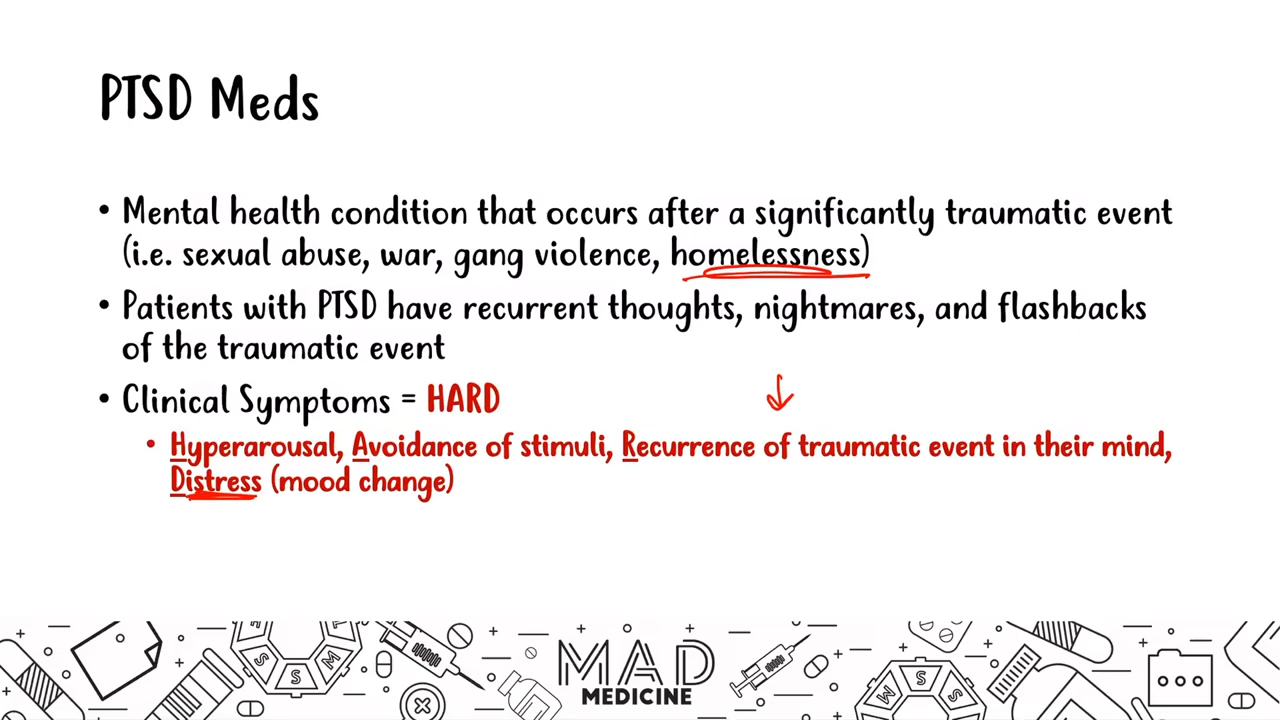 PTSD Meds
• Mental health condition that occurs after a significantly traumatic event
(i.e. sexual abuse, war, gang violence, homelessness)
• Patients with PTSD have recurrent thoughts, nightmares, and flashbacks
of the traumatic event
• Clinical Symptoms = HARD
• Hyperarousal, Avoidance of stimuli, Recurrence of traumatic event in their mind,
Distress (mood change)
S S M
M S S
MAD
MEDICINE